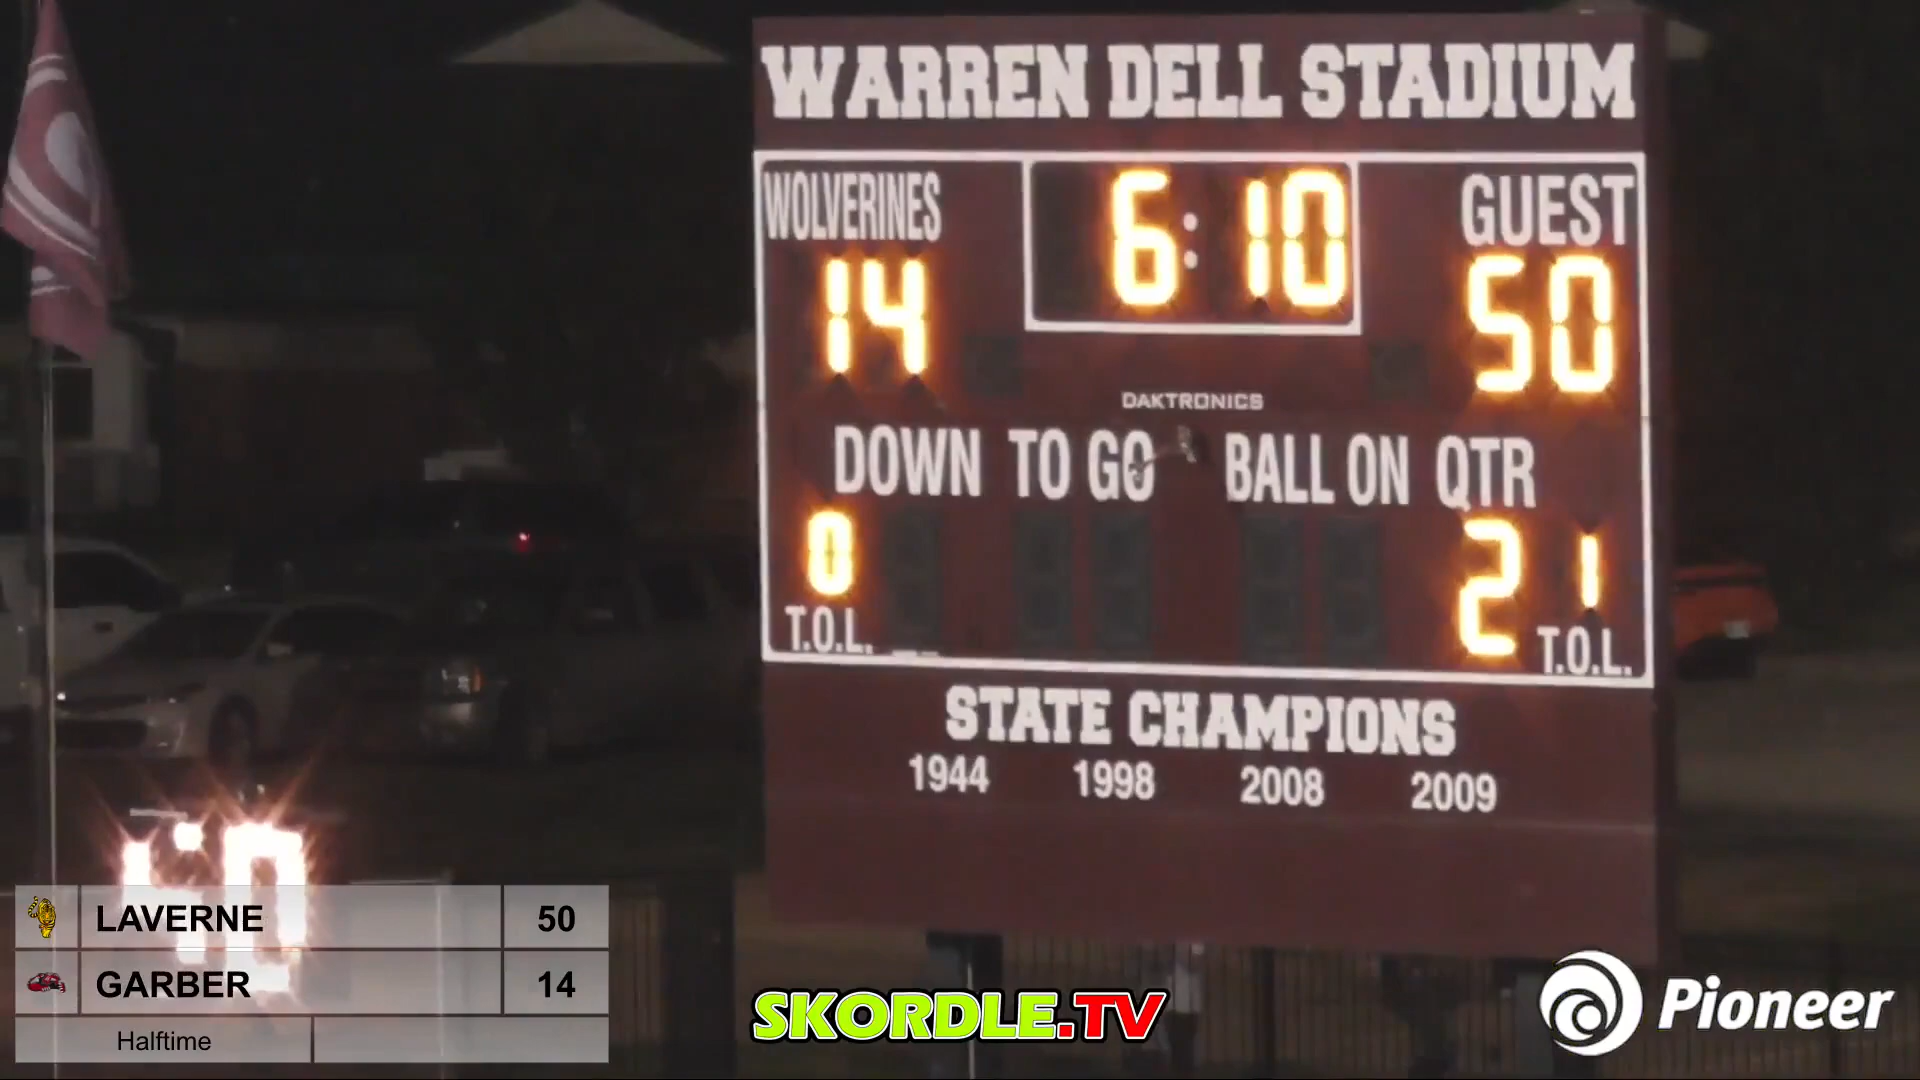 WARREN DELL STADIUM
WOLVERINES 6:10 GUEST
14 50
DAKTRONICS
DOWN TO GO BALL ON QTR
0 2 1
T.O.L. T.O.L.
STATE CHAMPIONS
1944 1998 2008 2009
40
LAVERNE 50
GARBER 14
Halftime
SKORDLE.TV
Pioneer